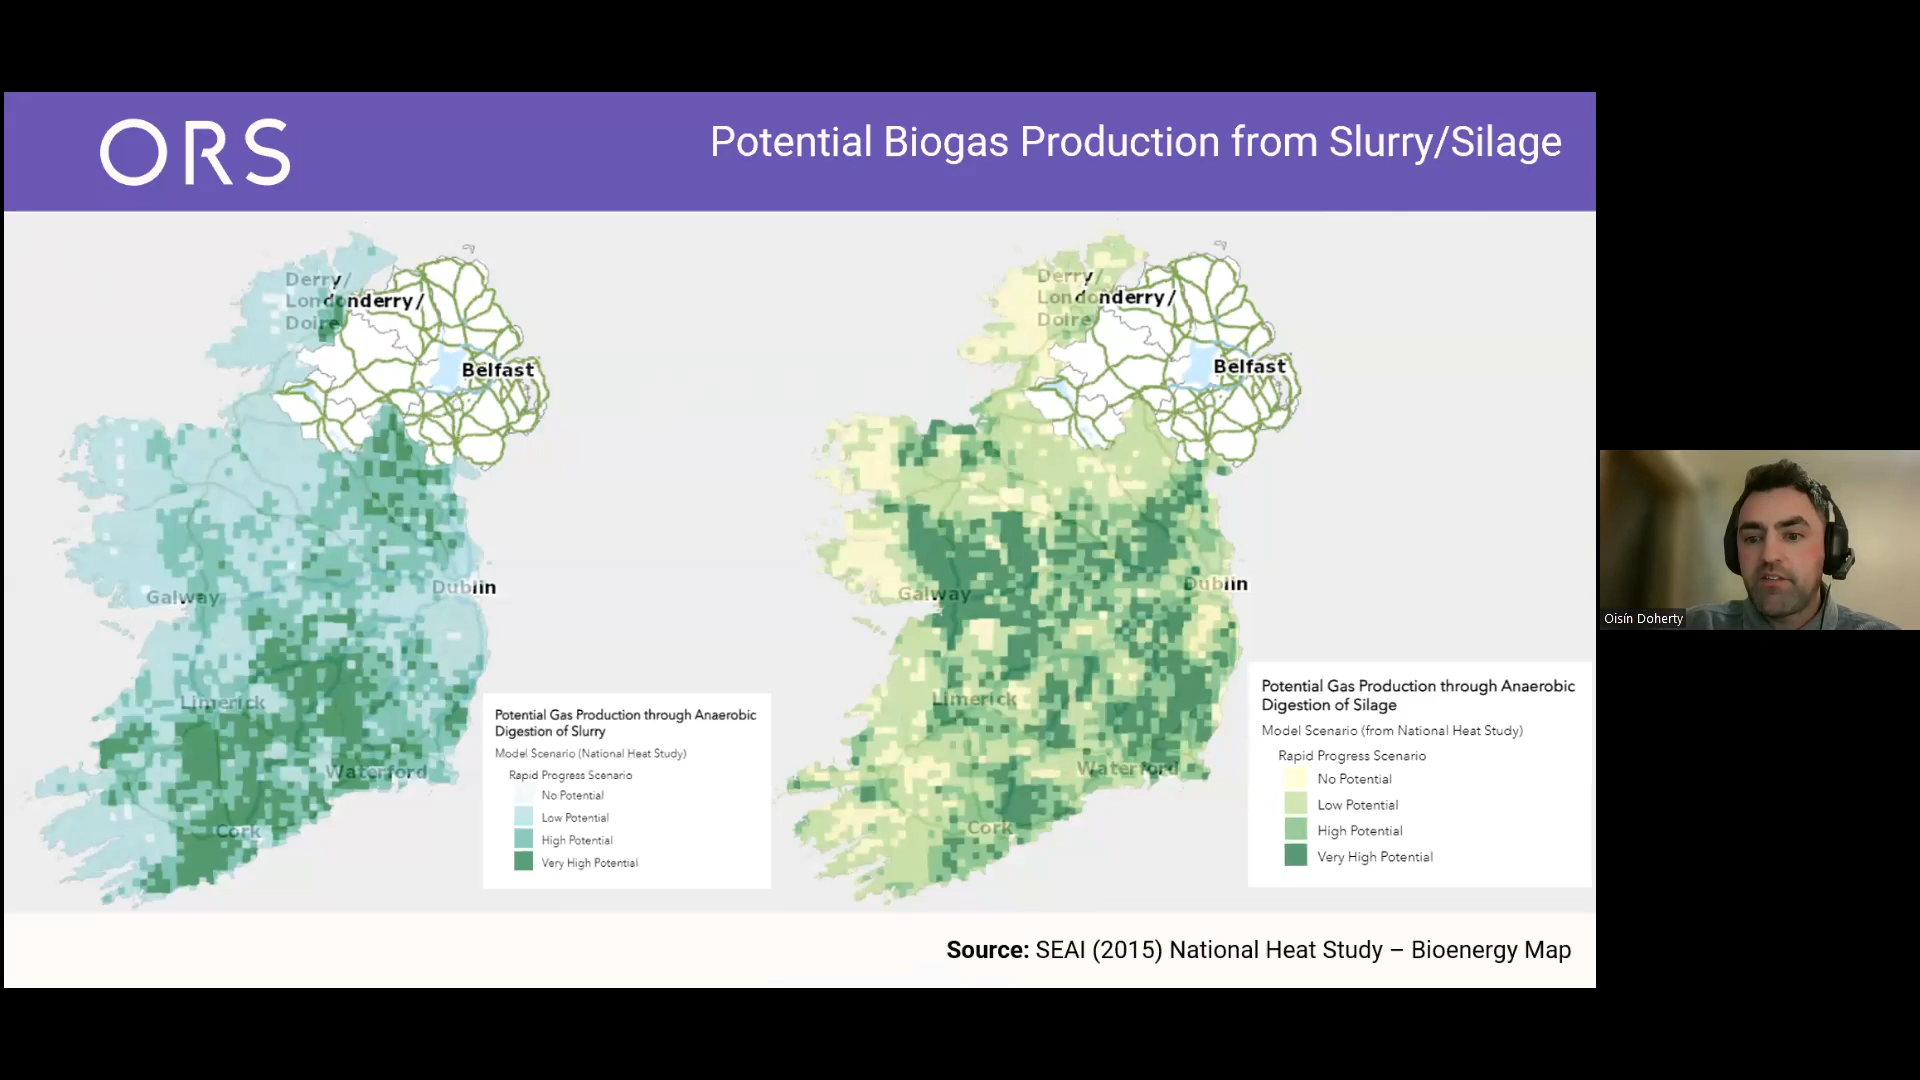 ORS
Potential Biogas Production from Slurry/Silage
Derry/
Londonderry/
Doire
Belfast
Dublin
Galway
Limerick
Waterford
Cork
Potential Gas Production through Anaerobic
Digestion of Slurry
Model Scenario (National Heat Study)
Rapid Progress Scenario
No Potential
Low Potential
High Potential
Very High Potential
Derry/
Londonderry/
Doire
Belfast
Dublin
Galway
Limerick
Waterford
Cork
Potential Gas Production through Anaerobic
Digestion of Silage
Model Scenario (from National Heat Study)
Rapid Progress Scenario
No Potential
Low Potential
High Potential
Very High Potential
Source: SEAI (2015) National Heat Study – Bioenergy Map
Oisín Doherty